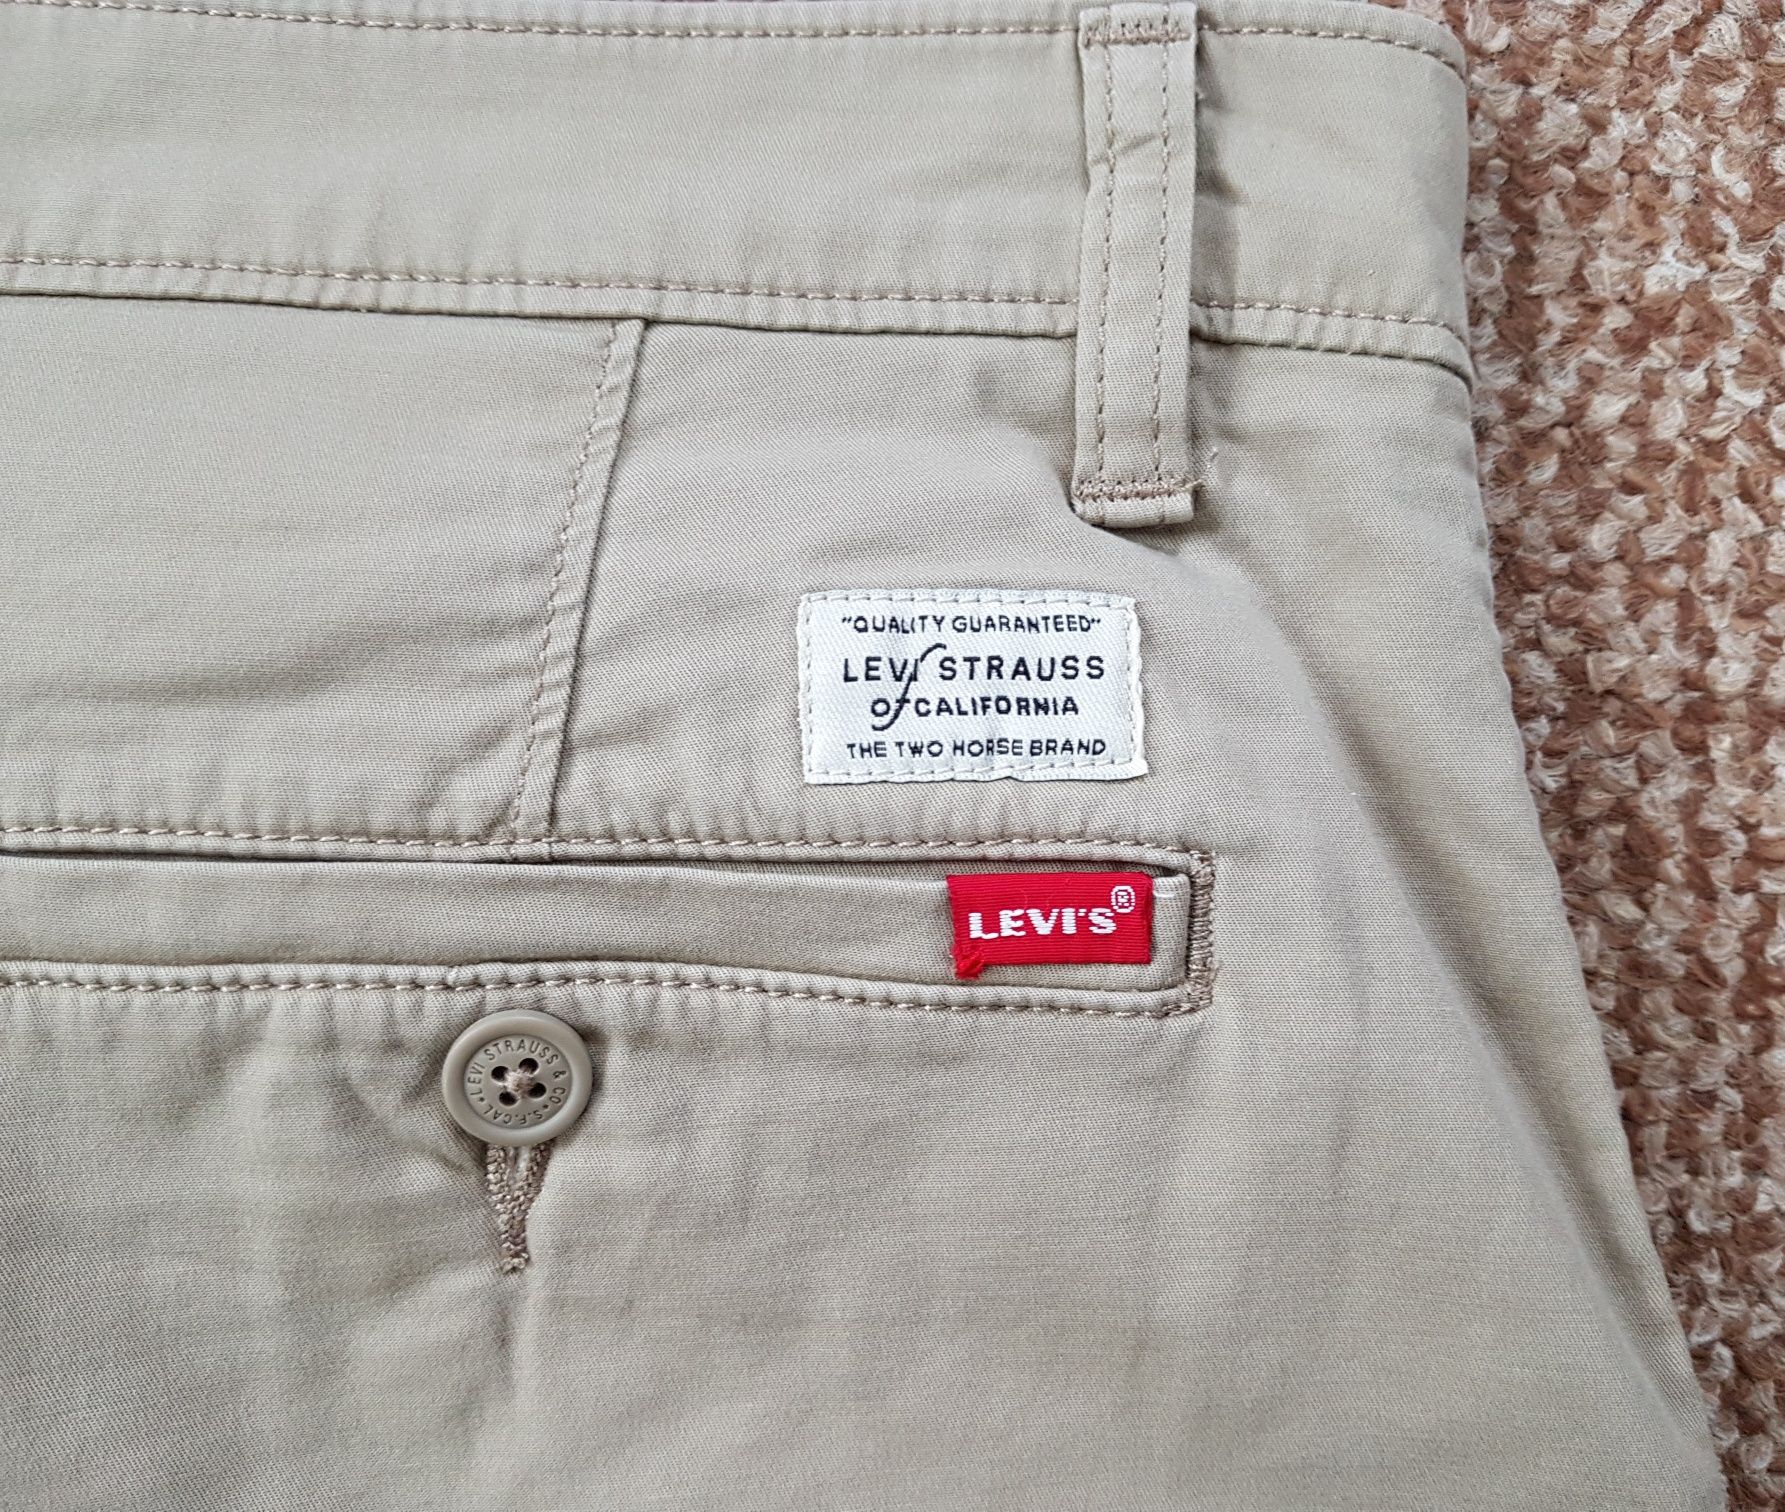 "QUALITY GUARANTEED"
LEVI STRAUSS
OF CALIFORNIA
THE TWO HORSE BRAND
LEVI'S®
LEVI STRAUSS & CO • S.F. CAL •